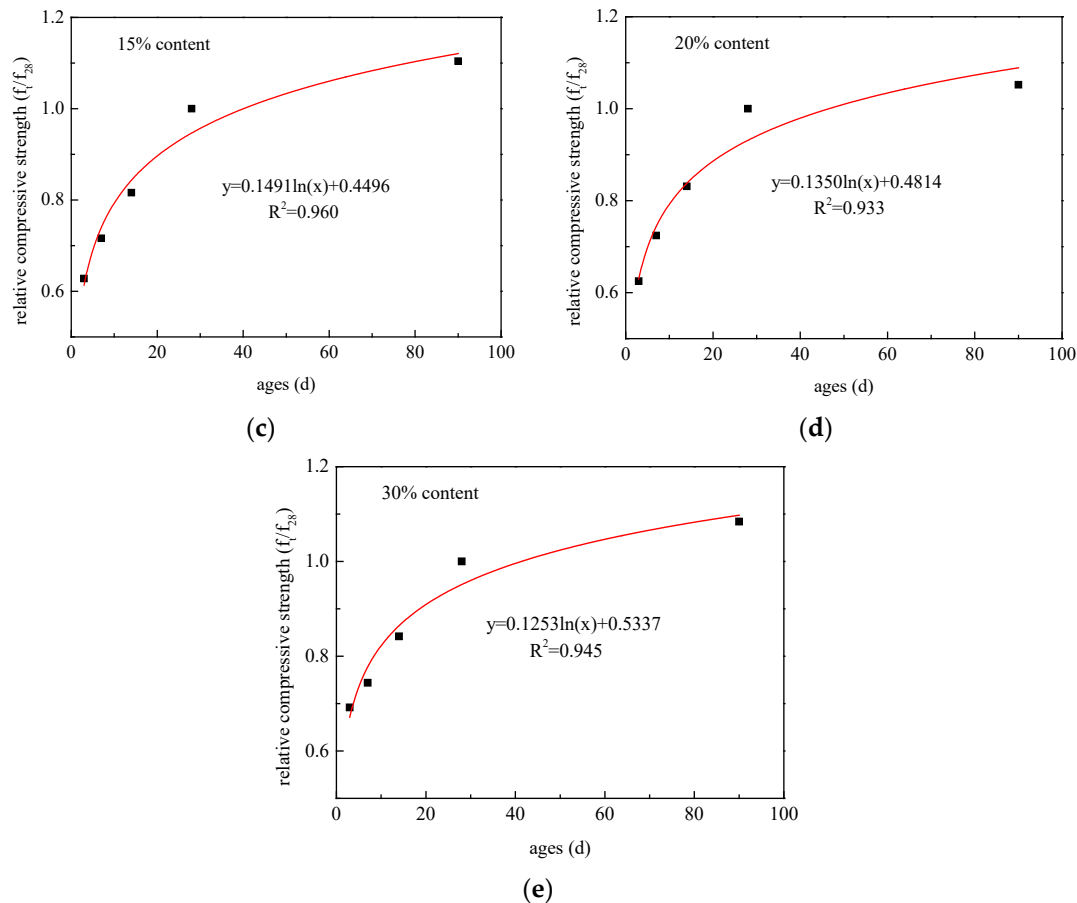 15% content
relative compressive strength (fₜ/f₂₈)
1.2
1.0
0.8
0.6
y=0.1491ln(x)+0.4496
R²=0.960
0 20 40 60 80 100
ages (d)
(c)
20% content
relative compressive strength (fₜ/f₂₈)
1.2
1.0
0.8
0.6
y=0.1350ln(x)+0.4814
R²=0.933
0 20 40 60 80 100
ages (d)
(d)
30% content
relative compressive strength (fₜ/f₂₈)
1.2
1.0
0.8
0.6
y=0.1253ln(x)+0.5337
R²=0.945
0 20 40 60 80 100
ages (d)
(e)